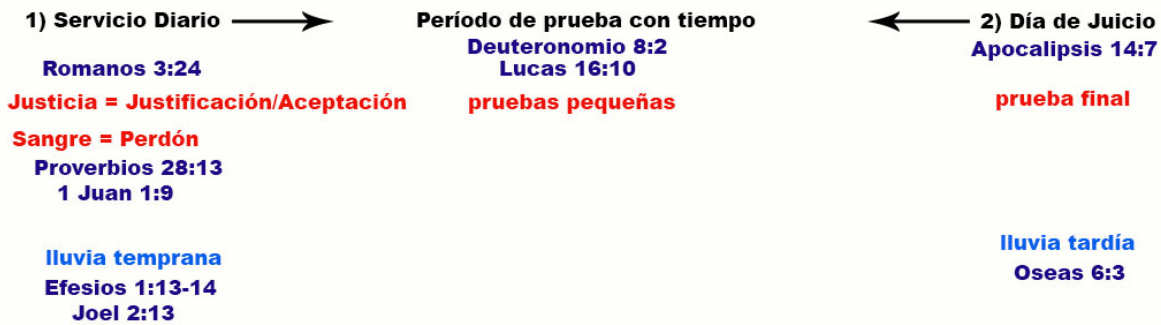 1) Servicio Diario
Período de prueba con tiempo
2) Día de Juicio
Deuteronomio 8:2
Apocalipsis 14:7
Romanos 3:24
Lucas 16:10
Justicia = Justificación/Aceptación
pruebas pequeñas
prueba final
Sangre = Perdón
Proverbios 28:13
1 Juan 1:9
lluvia temprana
lluvia tardía
Efesios 1:13-14
Oseas 6:3
Joel 2:13